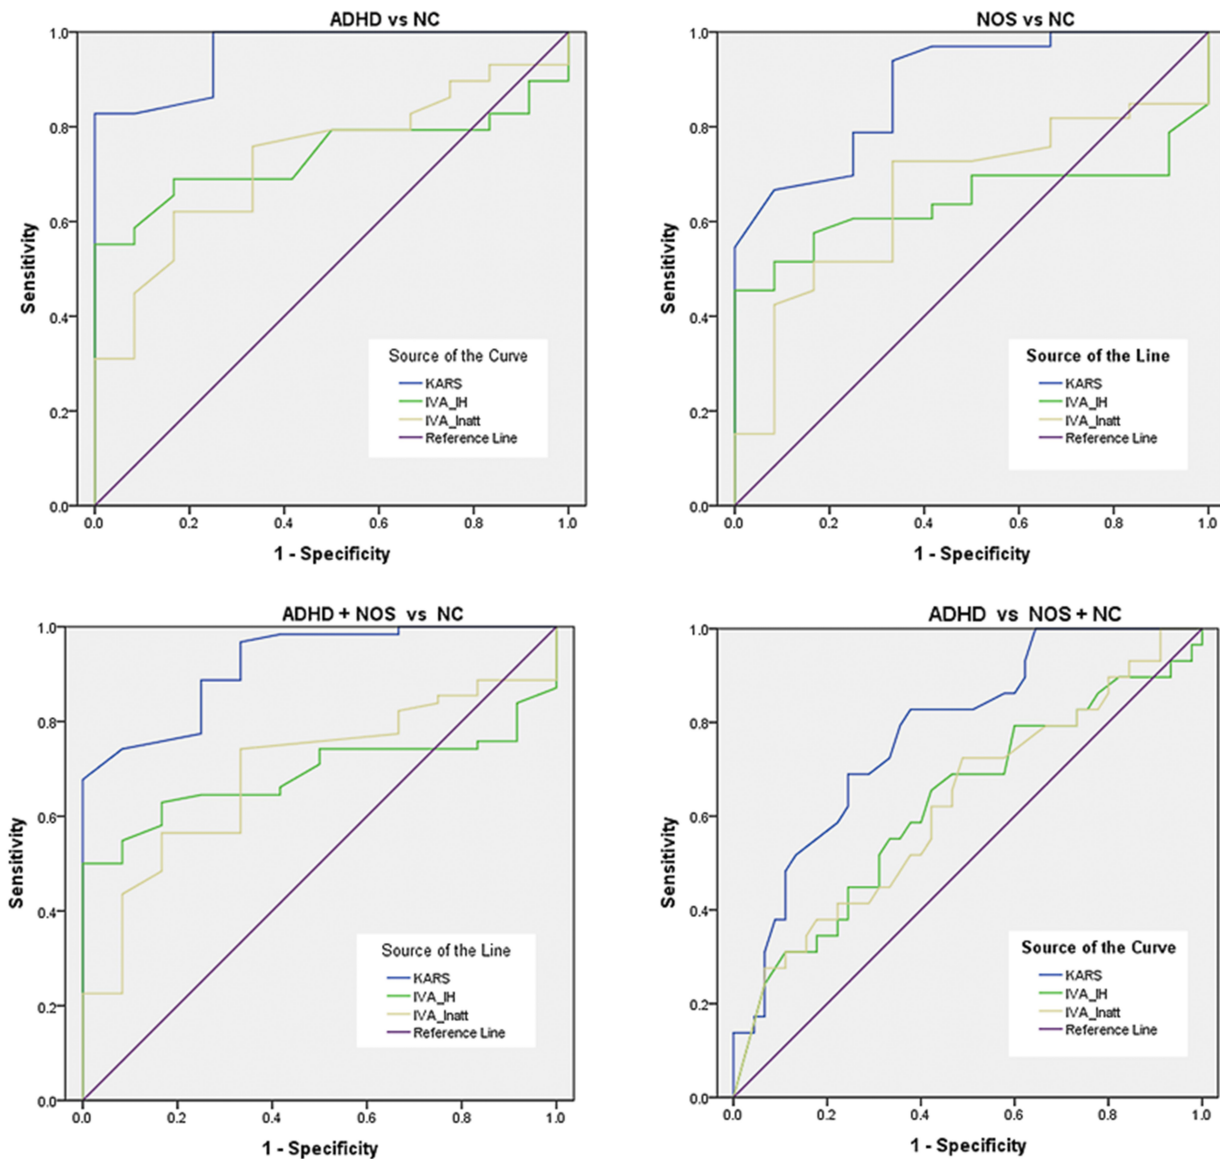 ADHD vs NC
1.0
0.8
0.6
0.4
0.2
0.0
Sensitivity
Source of the Curve
KARS
IVA_IH
IVA_Inatt
Reference Line
0.0 0.2 0.4 0.6 0.8 1.0
1 - Specificity
NOS vs NC
1.0
0.8
0.6
0.4
0.2
0.0
Sensitivity
Source of the Line
KARS
IVA_IH
IVA_Inatt
Reference Line
0.0 0.2 0.4 0.6 0.8 1.0
1 - Specificity
ADHD + NOS vs NC
1.0
0.8
0.6
0.4
0.2
0.0
Sensitivity
Source of the Line
KARS
IVA_IH
IVA_Inatt
Reference Line
0.0 0.2 0.4 0.6 0.8 1.0
1 - Specificity
ADHD vs NOS + NC
1.0
0.8
0.6
0.4
0.2
0.0
Sensitivity
Source of the Curve
KARS
IVA_IH
IVA_Inatt
Reference Line
0.0 0.2 0.4 0.6 0.8 1.0
1 - Specificity